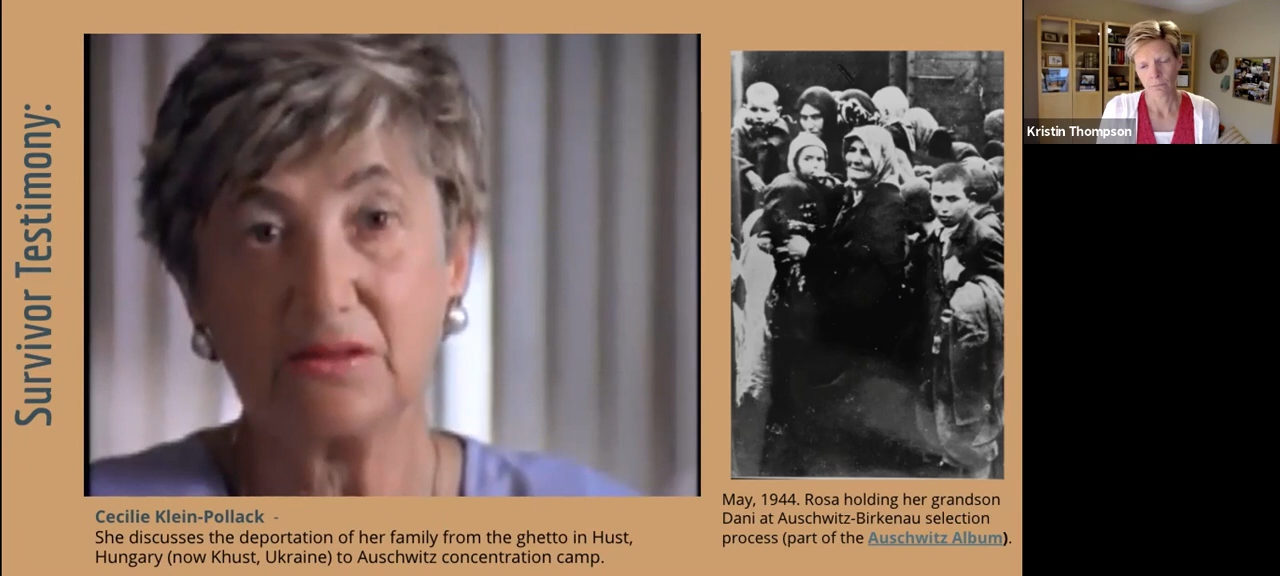 Survivor Testimony:
Cecilie Klein-Pollack -
She discusses the deportation of her family from the ghetto in Hust,
Hungary (now Khust, Ukraine) to Auschwitz concentration camp.
May, 1944. Rosa holding her grandson
Dani at Auschwitz-Birkenau selection
process (part of the Auschwitz Album).
Kristin Thompson